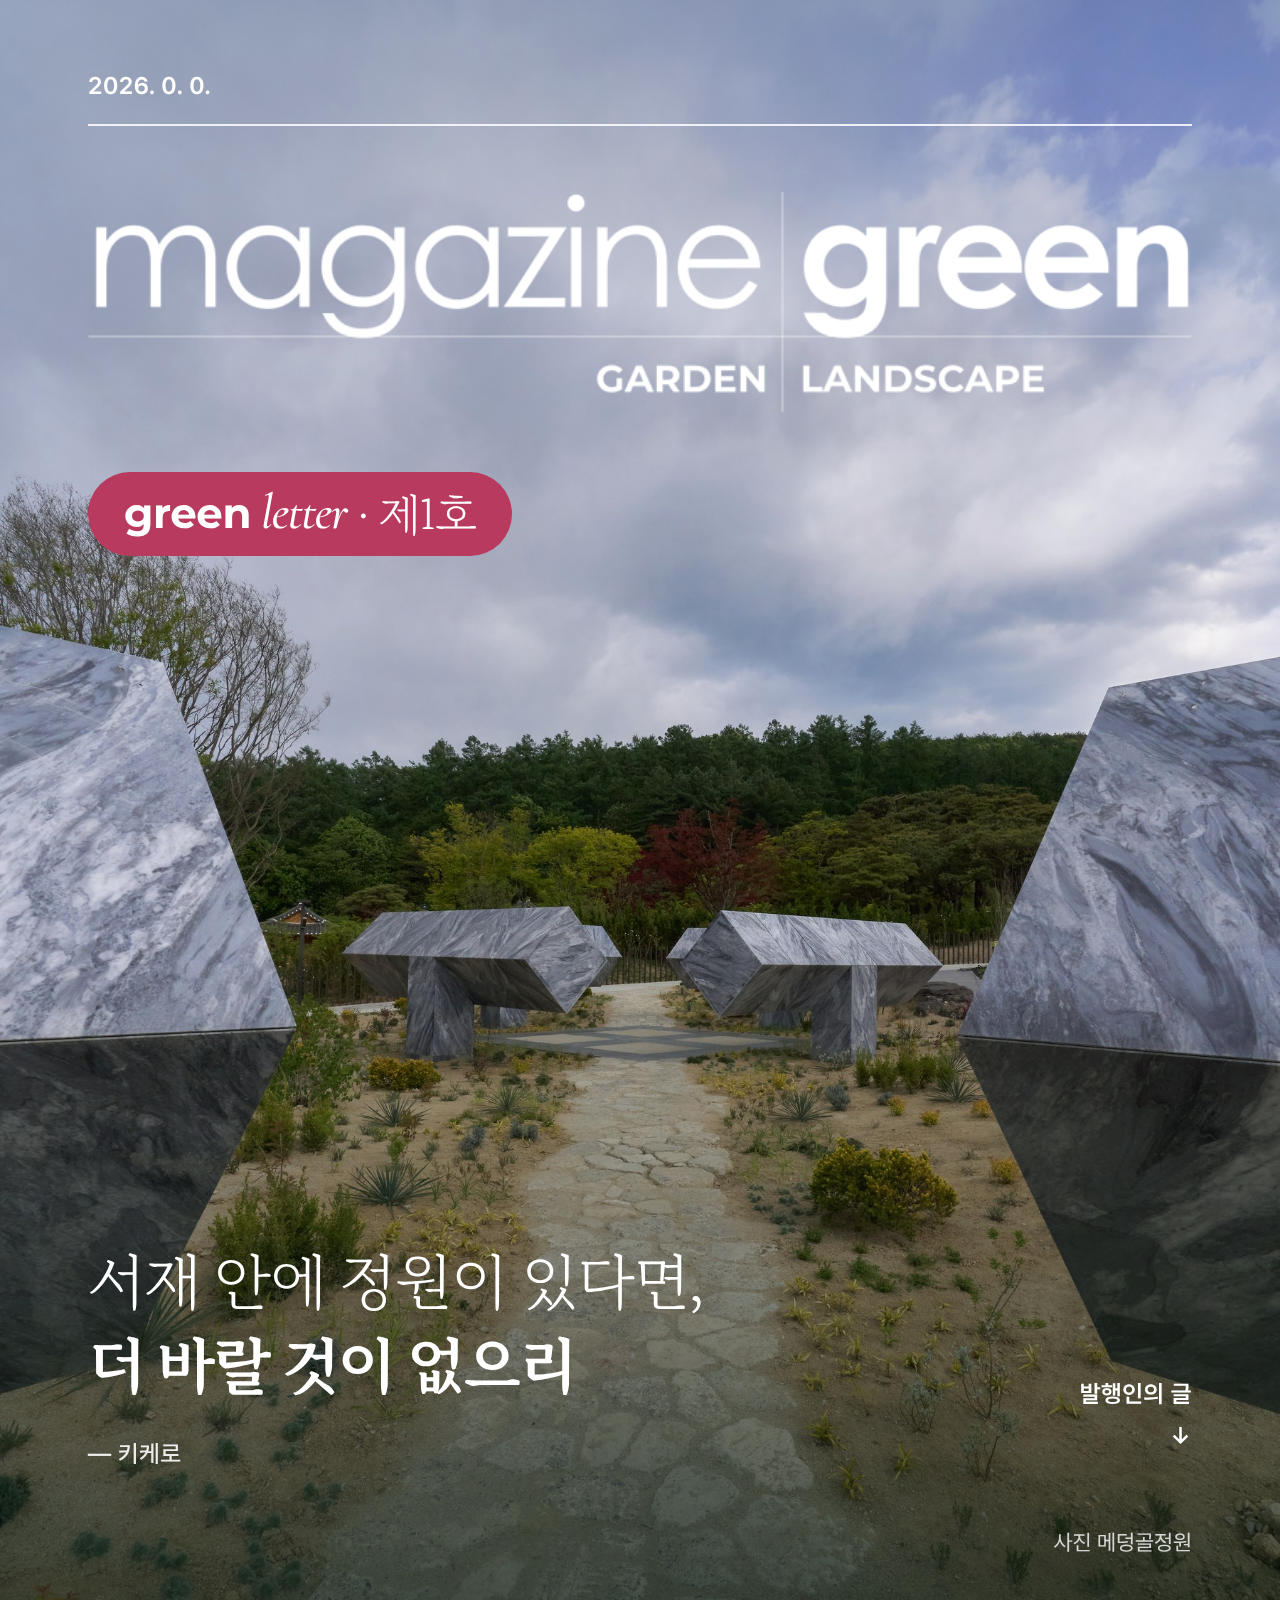 2026. 0. 0.
magazine green
GARDEN LANDSCAPE
green letter · 제1호
서재 안에 정원이 있다면,
더 바랄 것이 없으리
— 키케로
발행인의 글
↓
사진 메덩골정원